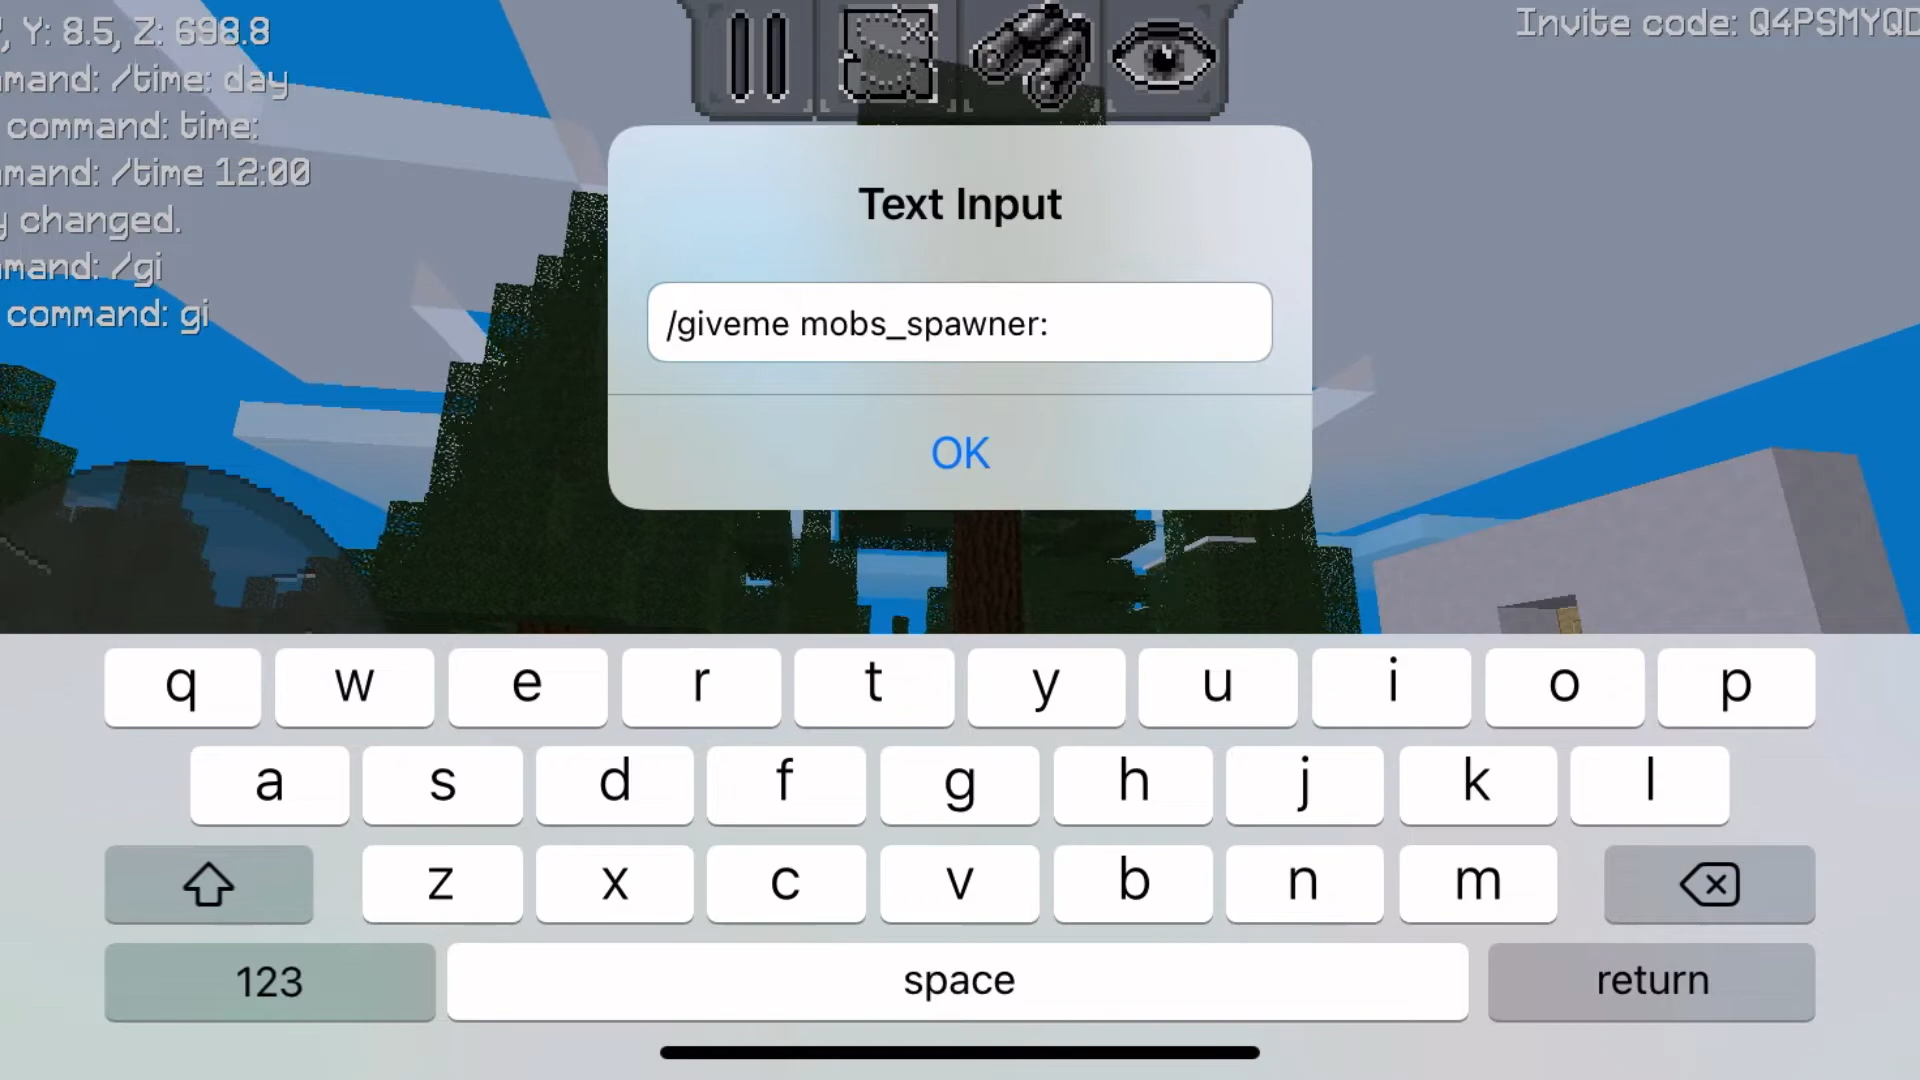 , Y: 8.5, Z: 698.8
Invite code: Q4PSMYQD
mand: /time: day
command: time:
mand: /time 12:00
y changed.
mand: /gi
command: gi
Text Input
/giveme mobs_spawner:
OK
q w e r t y u i o p
a s d f g h j k l
z x c v b n m
123 space return